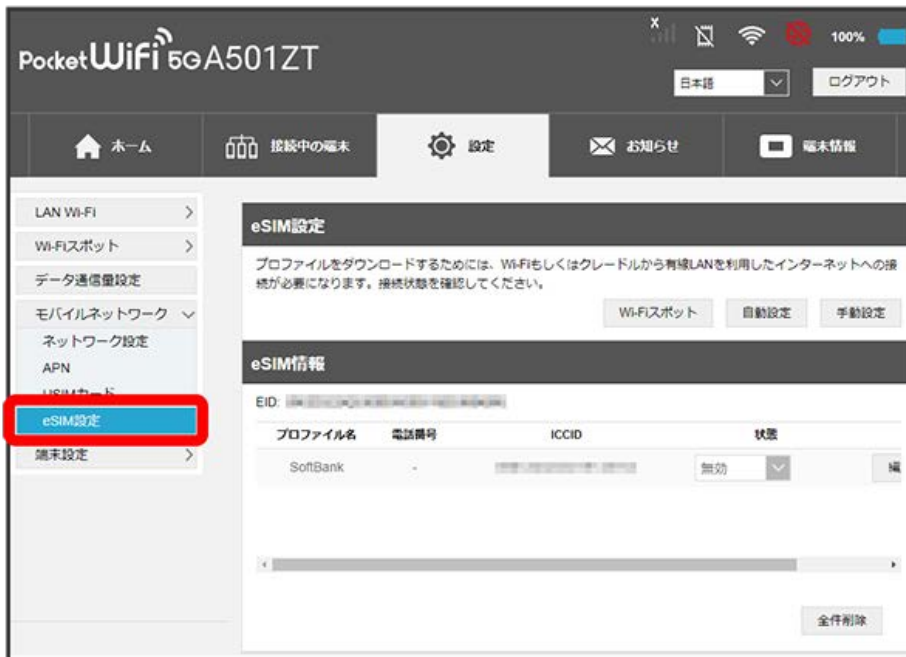 Pocket WiFi 5G A501ZT
x
100%
日本語
ログアウト
ホーム
接続中の端末
設定
お知らせ
端末情報
LAN Wi-Fi
Wi-Fiスポット
データ通信量設定
モバイルネットワーク
ネットワーク設定
APN
USIMカード
eSIM設定
端末設定
eSIM設定
プロファイルをダウンロードするためには、Wi-Fiもしくはクレードルから有線LANを利用したインターネットへの接
続が必要になります。接続状態を確認してください。
Wi-Fiスポット 自動設定 手動設定
eSIM情報
EID:
プロファイル名 電話番号 ICCID 状態
SoftBank - 無効 編
全件削除